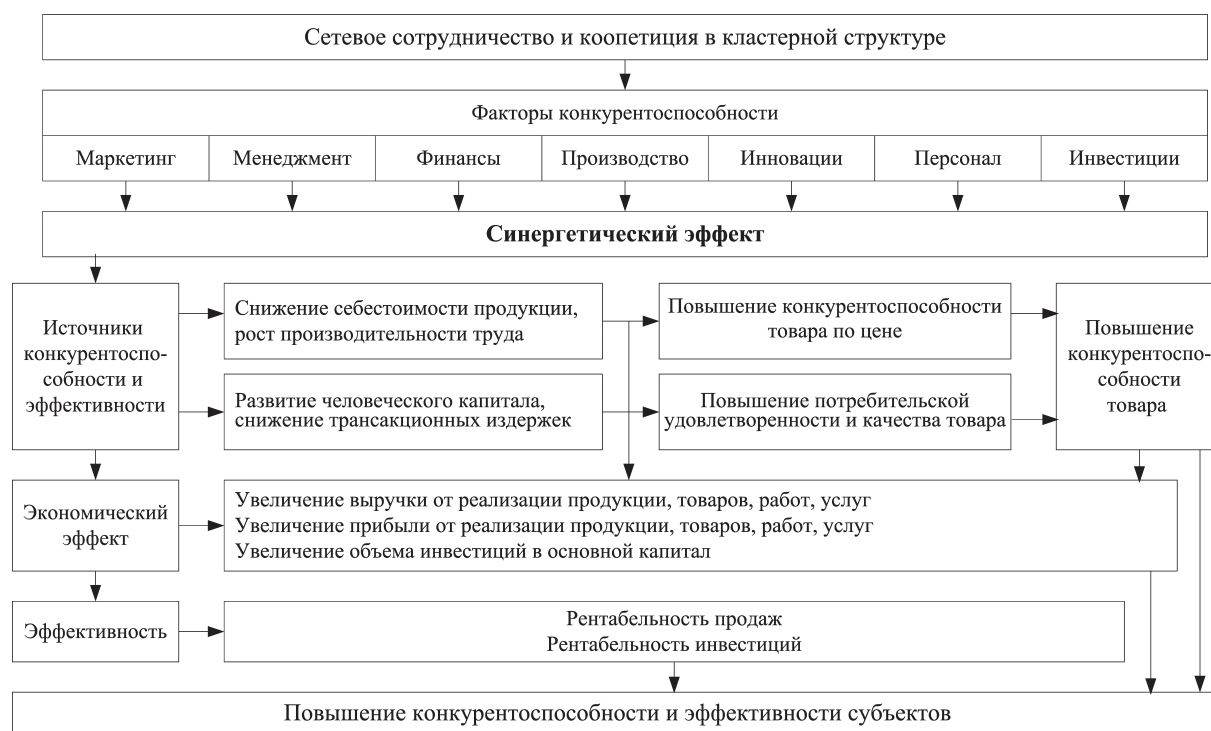 Сетевое сотрудничество и коопетиция в кластерной структуре
Факторы конкурентоспособности
Маркетинг
Менеджмент
Финансы
Производство
Инновации
Персонал
Инвестиции
Синергетический эффект
Источники
конкурентоспо-
собности и
эффективности
Снижение себестоимости продукции,
рост производительности труда
Повышение конкурентоспособности
товара по цене
Повышение
конкурентоспо-
собности
товара
Развитие человеческого капитала,
снижение трансакционных издержек
Повышение потребительской
удовлетворенности и качества товара
Экономический
эффект
Увеличение выручки от реализации продукции, товаров, работ, услуг
Увеличение прибыли от реализации продукции, товаров, работ, услуг
Увеличение объема инвестиций в основной капитал
Эффективность
Рентабельность продаж
Рентабельность инвестиций
Повышение конкурентоспособности и эффективности субъектов